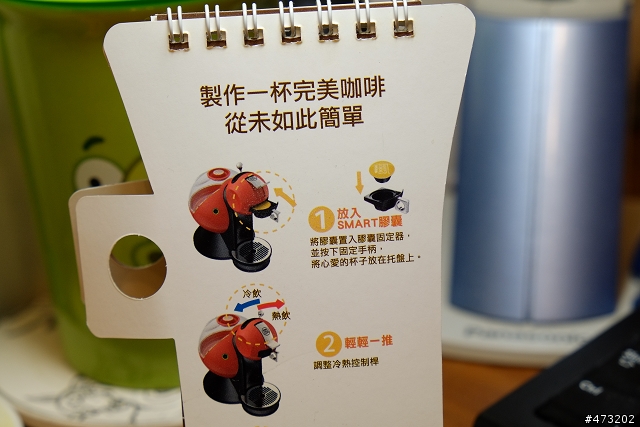 製作一杯完美咖啡
從未如此簡單
1 放入
SMART膠囊
將膠囊置入膠囊固定器，
並按下固定手柄，
將心愛的杯子放在托盤上。
冷飲
熱飲
2 輕輕一推
調整冷熱控制桿
#473202